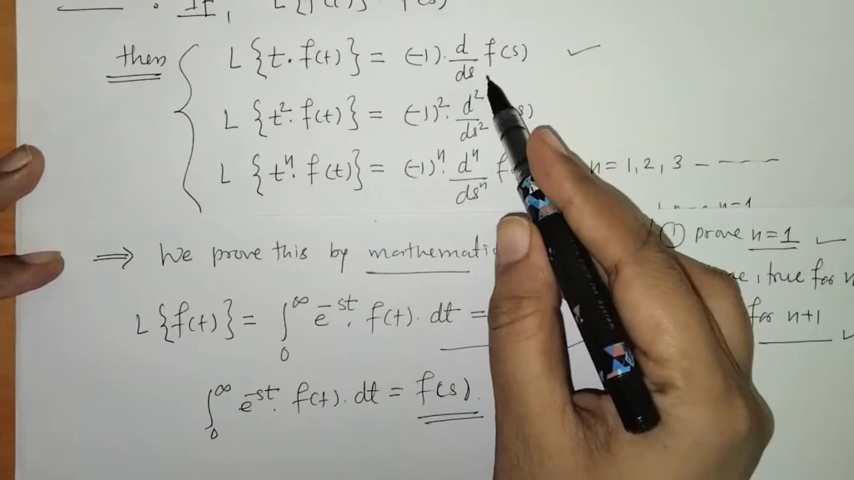 If, L{f(t)} f(s)
then L{t · f(t)} = (-1) · d/ds f(s) ✓
L{t² · f(t)} = (-1)² · d²/ds² s)
L{tⁿ · f(t)} = (-1)ⁿ · dⁿ/dsⁿ f n = 1, 2, 3 - - - - -
⇒ We prove this by mathemati
① prove n=1 ✓
, true for n
for n+1 ✓
L{f(t)} = ∫₀^∞ e^-st · f(t) · dt =
∫₀^∞ e^-st · f(t) · dt = f(s).